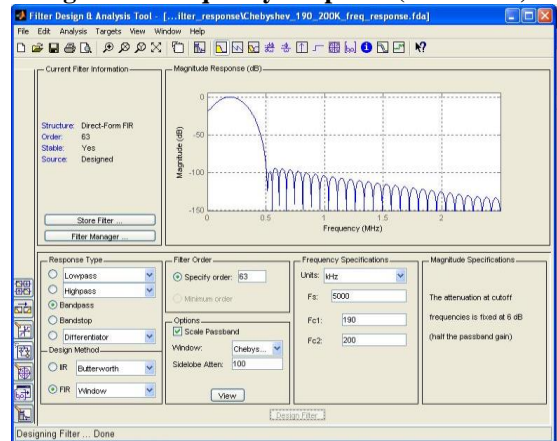 Filter Design & Analysis Tool - [...ilter_response\Chebyshev_190_200K_freq_response.fda]
File Edit Analysis Targets View Window Help
Current Filter Information
Structure: Direct-Form FIR
Order: 63
Stable: Yes
Source: Designed
Store Filter ...
Filter Manager ...
Magnitude Response (dB)
Magnitude (dB)
0
-50
-100
-150
0 0.5 1 1.5 2
Frequency (MHz)
Response Type
Lowpass
Highpass
Bandpass
Bandstop
Differentiator
Design Method
IIR Butterworth
FIR Window
Filter Order
Specify order: 63
Minimum order
Options
Scale Passband
Window: Chebys...
Sidelobe Atten: 100
View
Frequency Specifications
Units: kHz
Fs: 5000
Fc1: 190
Fc2: 200
Magnitude Specifications
The attenuation at cutoff
frequencies is fixed at 6 dB
(half the passband gain)
Design Filter
Designing Filter ... Done